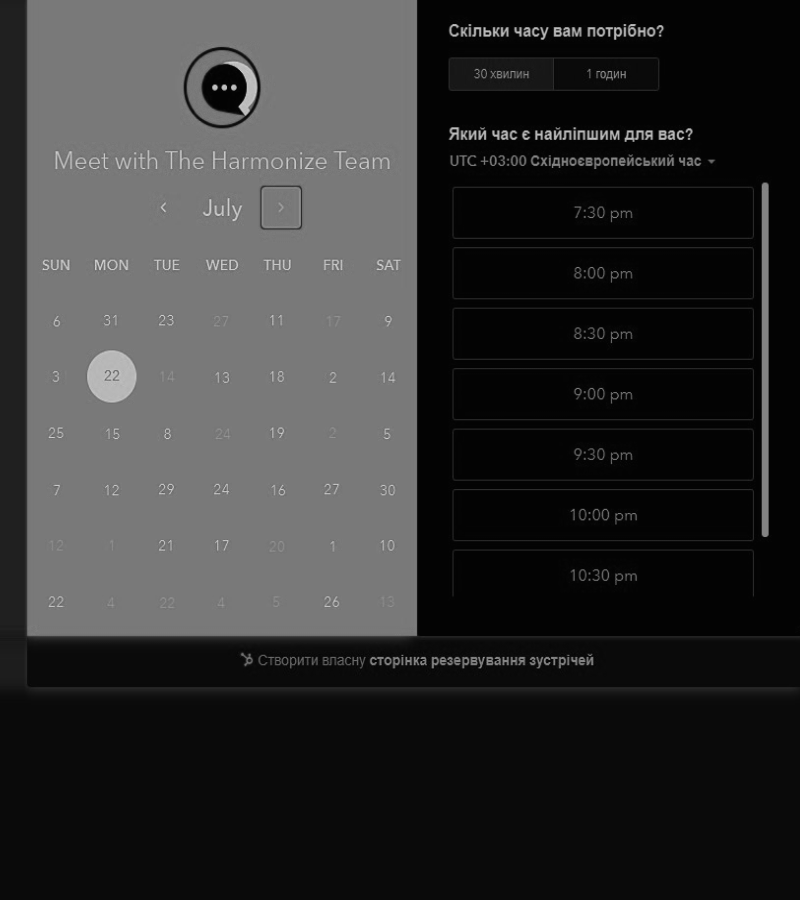 Meet with The Harmonize Team
July
SUN MON TUE WED THU FRI SAT
6 31 23 27 11 17 9
3 22 14 13 18 2 14
25 15 8 24 19 2 5
7 12 29 24 16 27 30
12 1 21 17 20 1 10
22 4 22 4 5 26 13
Скільки часу вам потрібно?
30 хвилин 1 годин
Який час є найліпшим для вас?
UTC +03:00 Східноєвропейський час
7:30 pm
8:00 pm
8:30 pm
9:00 pm
9:30 pm
10:00 pm
10:30 pm
Створити власну сторінка резервування зустрічей